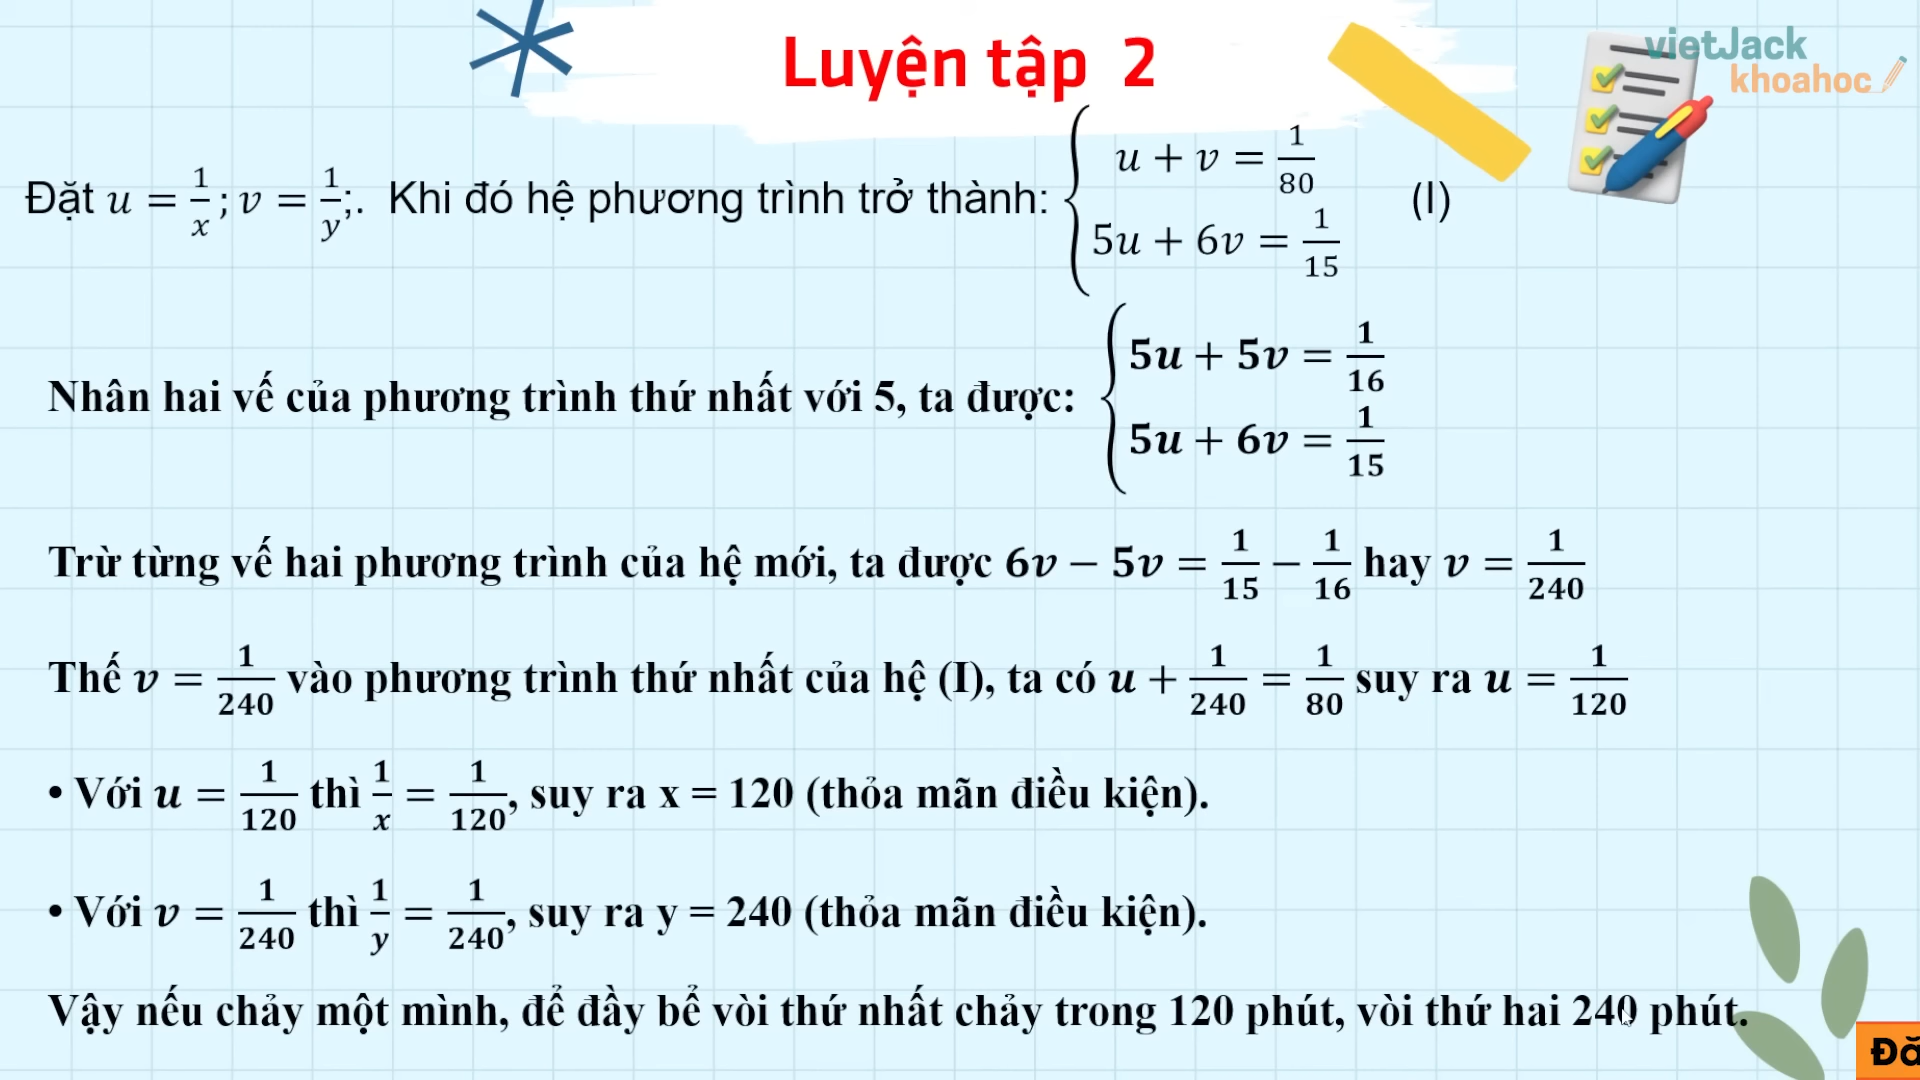 Luyện tập 2
vietJack
khoahoc
Đặt u = 1/x; v = 1/y;. Khi đó hệ phương trình trở thành: { u + v = 1/80 (I)
5u + 6v = 1/15
Nhân hai vế của phương trình thứ nhất với 5, ta được: { 5u + 5v = 1/16
5u + 6v = 1/15
Trừ từng vế hai phương trình của hệ mới, ta được 6v − 5v = 1/15 − 1/16 hay v = 1/240
Thế v = 1/240 vào phương trình thứ nhất của hệ (I), ta có u + 1/240 = 1/80 suy ra u = 1/120
• Với u = 1/120 thì 1/x = 1/120, suy ra x = 120 (thỏa mãn điều kiện).
• Với v = 1/240 thì 1/y = 1/240, suy ra y = 240 (thỏa mãn điều kiện).
Vậy nếu chảy một mình, để đầy bể vòi thứ nhất chảy trong 120 phút, vòi thứ hai 240 phút.